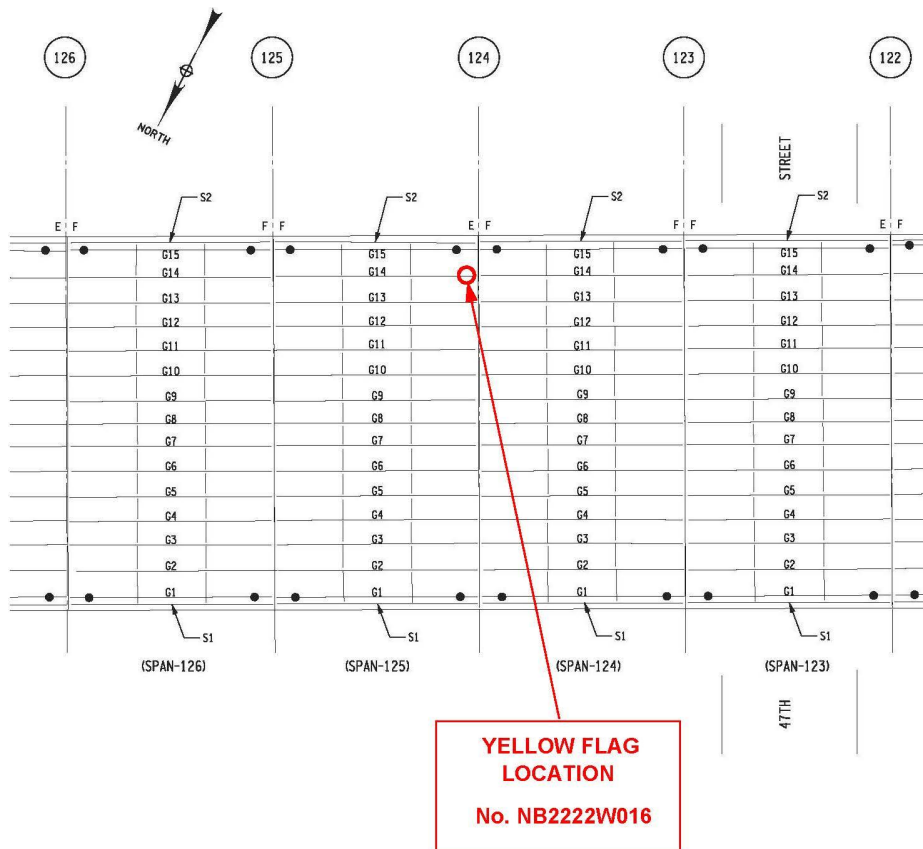 126 125 124 123 122
NORTH
STREET
S2 S2 S2 S2
E F F F E F F F E F
G15 G15 G15 G15
G14 G14 G14 G14
G13 G13 G13 G13
G12 G12 G12 G12
G11 G11 G11 G11
G10 G10 G10 G10
G9 G9 G9 G9
G8 G8 G8 G8
G7 G7 G7 G7
G6 G6 G6 G6
G5 G5 G5 G5
G4 G4 G4 G4
G3 G3 G3 G3
G2 G2 G2 G2
G1 G1 G1 G1
S1 S1 S1 S1
(SPAN-126) (SPAN-125) (SPAN-124) (SPAN-123)
47TH
YELLOW FLAG
LOCATION
No. NB2222W016